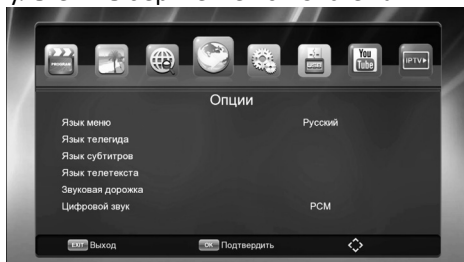 PROGRAM
You
Tube
IPTV
Опции
Язык меню Русский
Язык телегида
Язык субтитров
Язык телетекста
Звуковая дорожка
Цифровой звук PCM
EXIT Выход OK Подтвердить